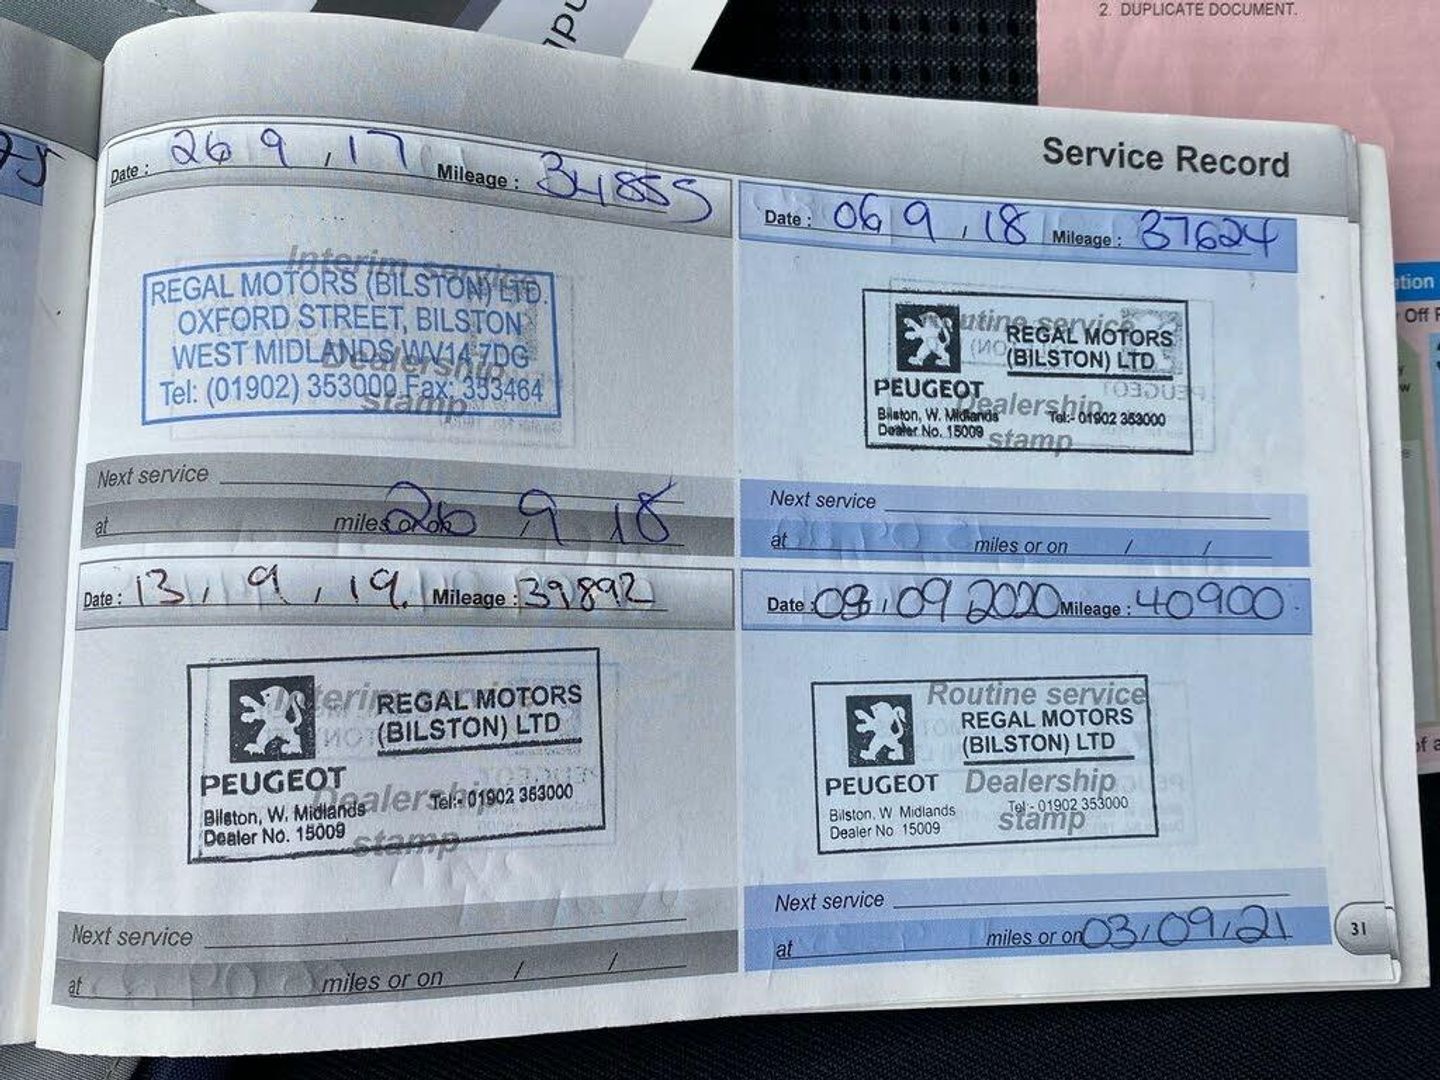 2. DUPLICATE DOCUMENT.
Service Record
Date : 26 9 , 17 Mileage : 34855
Interim service
REGAL MOTORS (BILSTON) LTD.
OXFORD STREET, BILSTON
WEST MIDLANDS WV14 7DG
Tel: (01902) 353000 Fax: 353464
Dealership
stamp
Next service
at miles or on 26 9 18
Date : 06 9 , 18 Mileage : 37624
Routine service
REGAL MOTORS
(BILSTON) LTD
PEUGEOT
Dealership
Bilston, W. Midlands Tel:- 01902 353000
Dealer No. 15009
stamp
Next service
at miles or on / /
Date : 13 , 9 , 19. Mileage : 39892
Interim service
REGAL MOTORS
(BILSTON) LTD
PEUGEOT
Dealership
Bilston, W. Midlands Tel:- 01902 353000
Dealer No. 15009
stamp
Next service
at miles or on / /
Date : 03.09 2020 Mileage : 40900
Routine service
REGAL MOTORS
(BILSTON) LTD
PEUGEOT Dealership
Bilston. W Midlands Tel - 01902 353000
Dealer No 15009
stamp
Next service
at miles or on 03.09.21
31